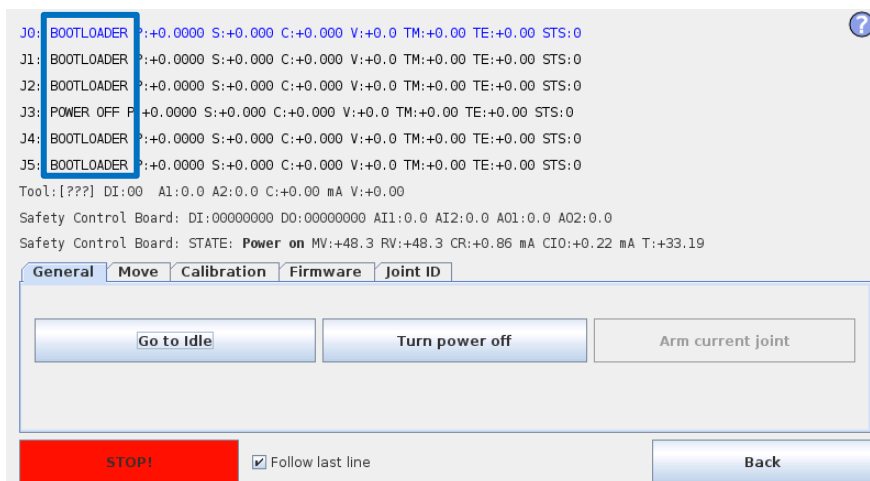 ?
J0: BOOTLOADER P:+0.0000 S:+0.000 C:+0.000 V:+0.0 TM:+0.00 TE:+0.00 STS:0
J1: BOOTLOADER P:+0.0000 S:+0.000 C:+0.000 V:+0.0 TM:+0.00 TE:+0.00 STS:0
J2: BOOTLOADER P:+0.0000 S:+0.000 C:+0.000 V:+0.0 TM:+0.00 TE:+0.00 STS:0
J3: POWER OFF P:+0.0000 S:+0.000 C:+0.000 V:+0.0 TM:+0.00 TE:+0.00 STS:0
J4: BOOTLOADER P:+0.0000 S:+0.000 C:+0.000 V:+0.0 TM:+0.00 TE:+0.00 STS:0
J5: BOOTLOADER P:+0.0000 S:+0.000 C:+0.000 V:+0.0 TM:+0.00 TE:+0.00 STS:0
Tool:[???] DI:00 A1:0.0 A2:0.0 C:+0.00 mA V:+0.00
Safety Control Board: DI:00000000 DO:00000000 AI1:0.0 AI2:0.0 AO1:0.0 AO2:0.0
Safety Control Board: STATE: Power on MV:+48.3 RV:+48.3 CR:+0.86 mA CIO:+0.22 mA T:+33.19
General Move Calibration Firmware Joint ID
Go to Idle Turn power off Arm current joint
STOP! Follow last line Back